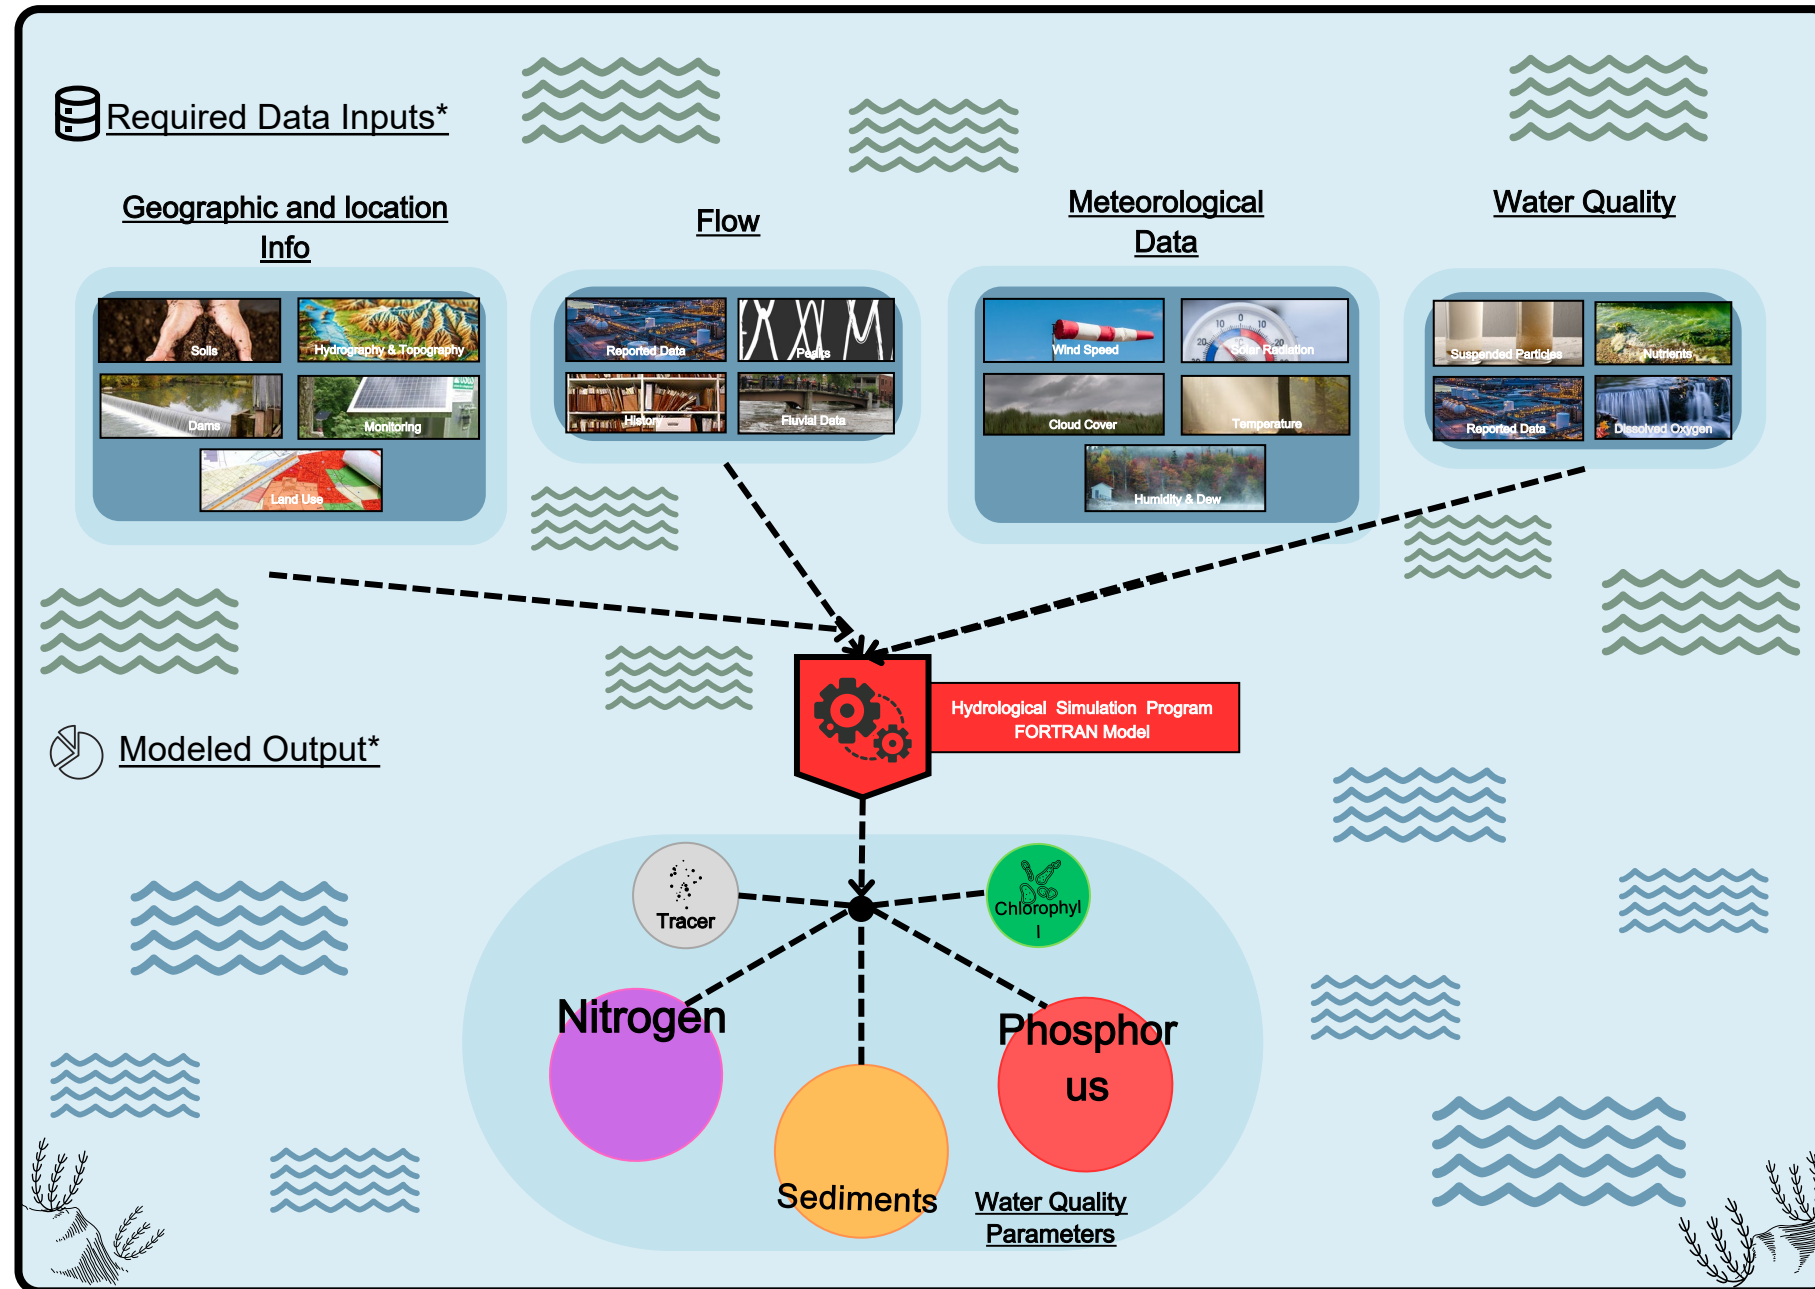 Required Data Inputs*
Geographic and location
Info
Flow
Meteorological
Data
Water Quality
Soils
Hydrography & Topography
Dams
Monitoring
Land Use
Reported Data
Peaks
History
Fluvial Data
Wind Speed
Solar Radiation
Cloud Cover
Temperature
Humidity & Dew
Suspended Particles
Nutrients
Reported Data
Dissolved Oxygen
Hydrological Simulation Program
FORTRAN Model
Modeled Output*
Tracer
Chlorophyl
l
Nitrogen
Phosphor
us
Sediments
Water Quality
Parameters